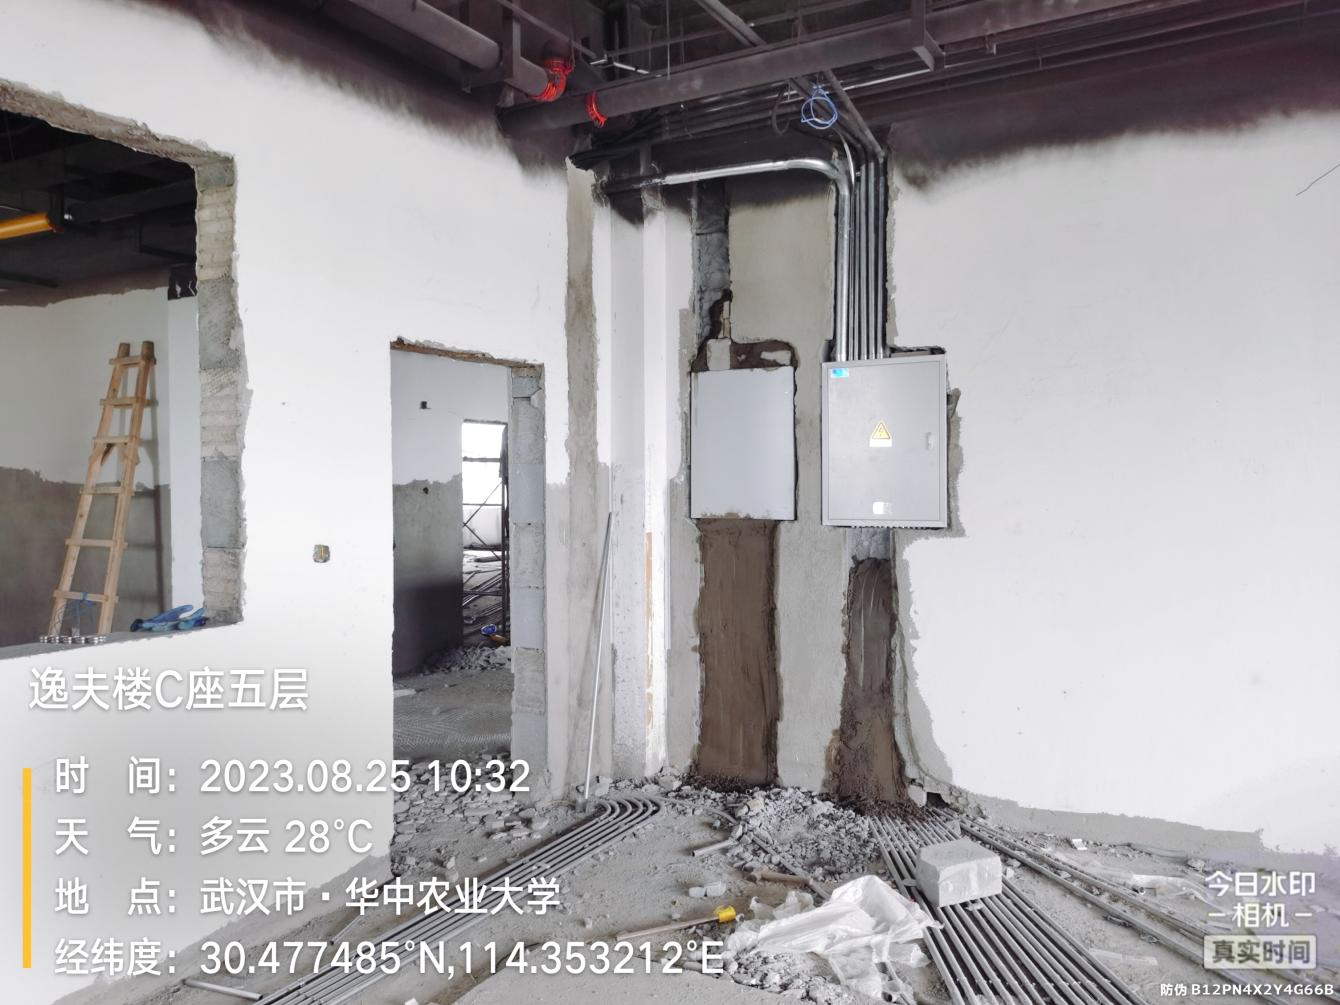 逸夫楼C座五层
时 间：2023.08.25 10:32
天 气：多云 28℃
地 点：武汉市·华中农业大学
经纬度：30.477485°N,114.353212°E
今日水印
相机
真实时间
防伪 B12PN4X2Y4G66B